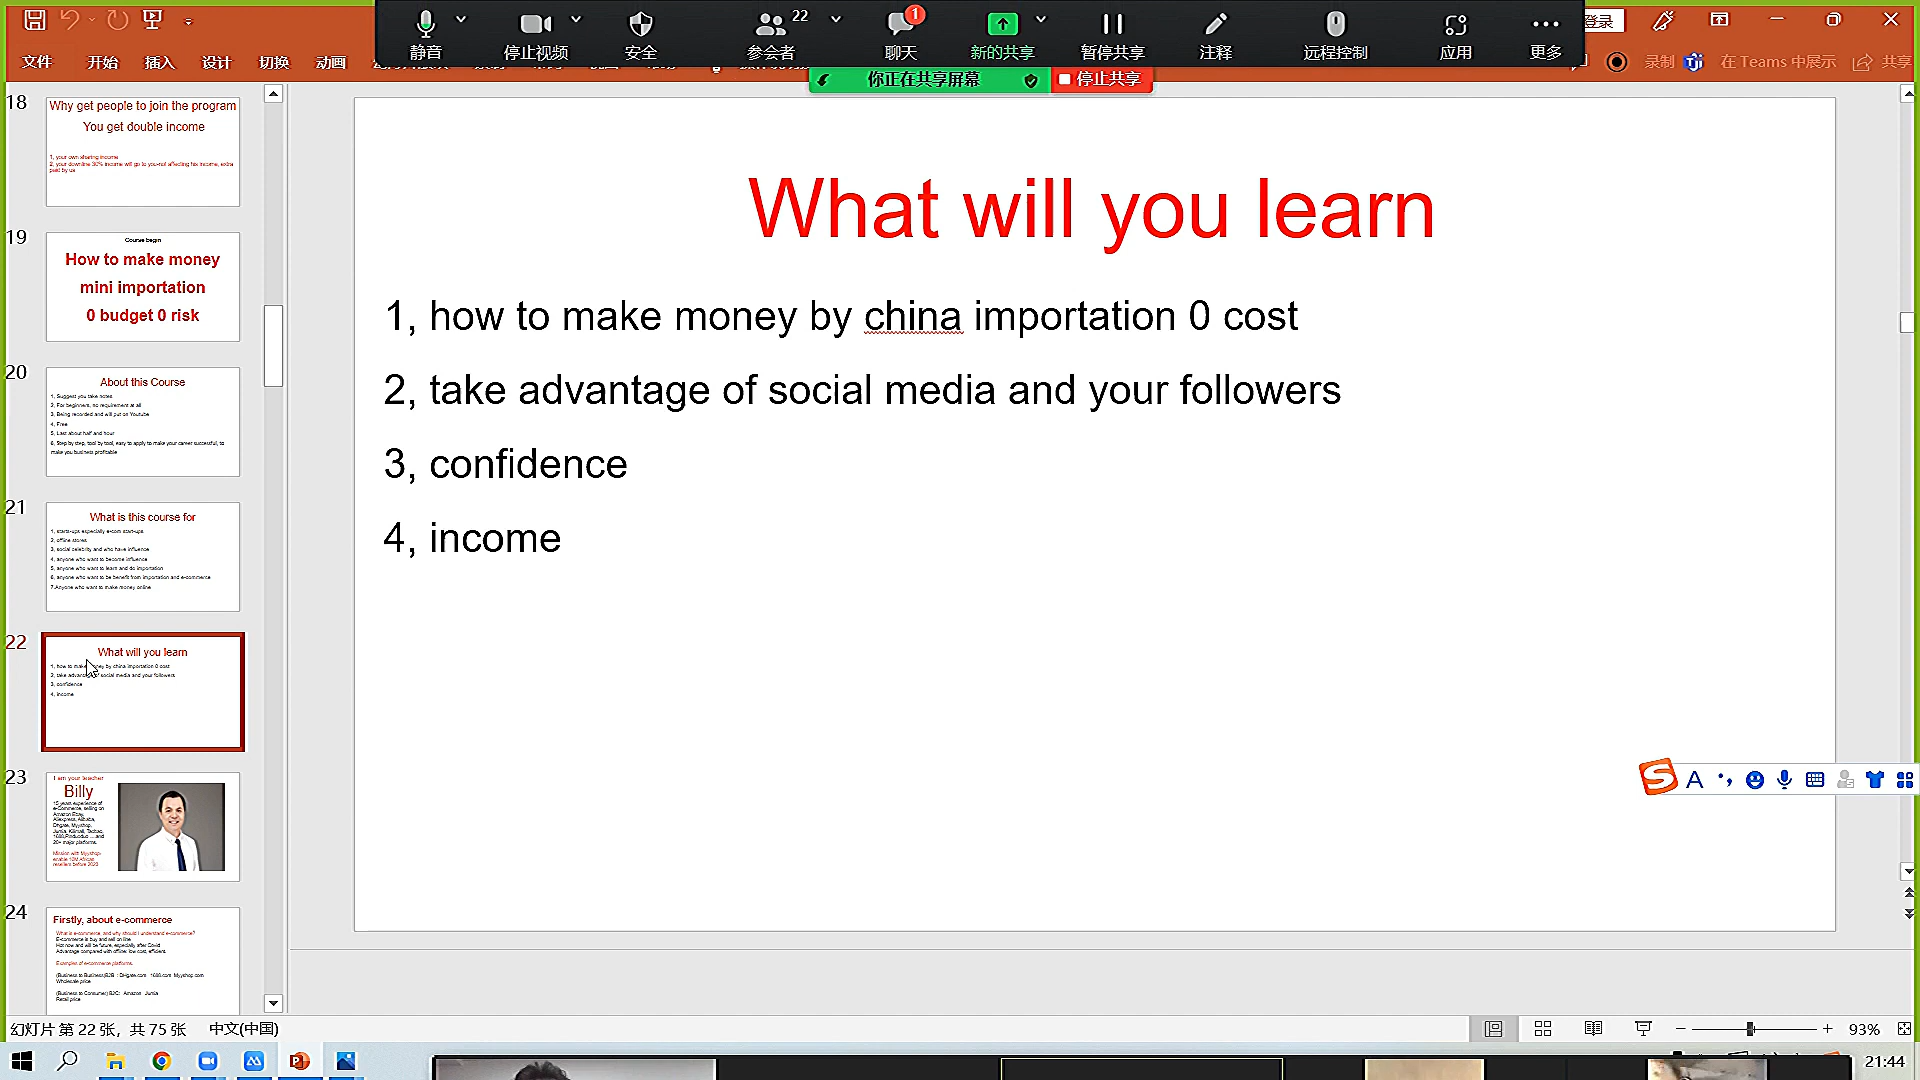 静音
停止视频
安全
22
参会者
1
聊天
新的共享
暂停共享
注释
远程控制
应用
更多
登录
文件
开始
插入
设计
切换
动画
录制
在 Teams 中展示
共享
你正在共享屏幕
停止共享
18
Why get people to join the program
You get double income
1, your own sharing income
2, your downline 30% income will go to you-not affecting his income, extra
paid by us
19
Course begin
How to make money
mini importation
0 budget 0 risk
20
About this Course
1, Suggest you take notes
2, For beginners, no requirement at all
3, Being recorded and will put on Youtube
4, Free
5, Last about half and hour
6, Step by step, tool by tool, easy to apply to make your career successful, to
make you business profitable
21
What is this course for
1, starts-ups especially e-com start-ups
2, offline stores
3, social celebrity and who have influence
4, anyone who want to become influence
5, anyone who want to learn and do importation
6, anyone who want to be benefit from importation and e-commerce
7.Anyone who want to make money online
22
What will you learn
1, how to make money by china importation 0 cost
2, take advantage of social media and your followers
3, confidence
4, income
23
I am your teacher
Billy
15 years experience of
e-Commerce, selling on
Amazon Ebay,
Aliexpress, Alibaba,
Dhgate, Myyshop,
Jumia, Kilimall, Taobao,
1688,Pinduoduo ....and
20+ major platforms.
Mission with Myyshop:
enable 10M African
resellers before 2023
24
Firstly, about e-commerce
What is e-commerce, and why should I understand e-commerce?
E-commerce is buy and sell on line
Hot now and will be future, especially after Covid
Advantage compared with offline: low cost, efficient
Examples of e-commerce platforms.
(Business to Business)B2B : DHgate.com 1688.com Myyshop.com
Wholesale price
(Business to Consumer) B2C: Amazon Jumia
Retail price
What will you learn
1, how to make money by china importation 0 cost
2, take advantage of social media and your followers
3, confidence
4, income
S A
幻灯片 第 22 张，共 75 张
中文(中国)
93%
21:44